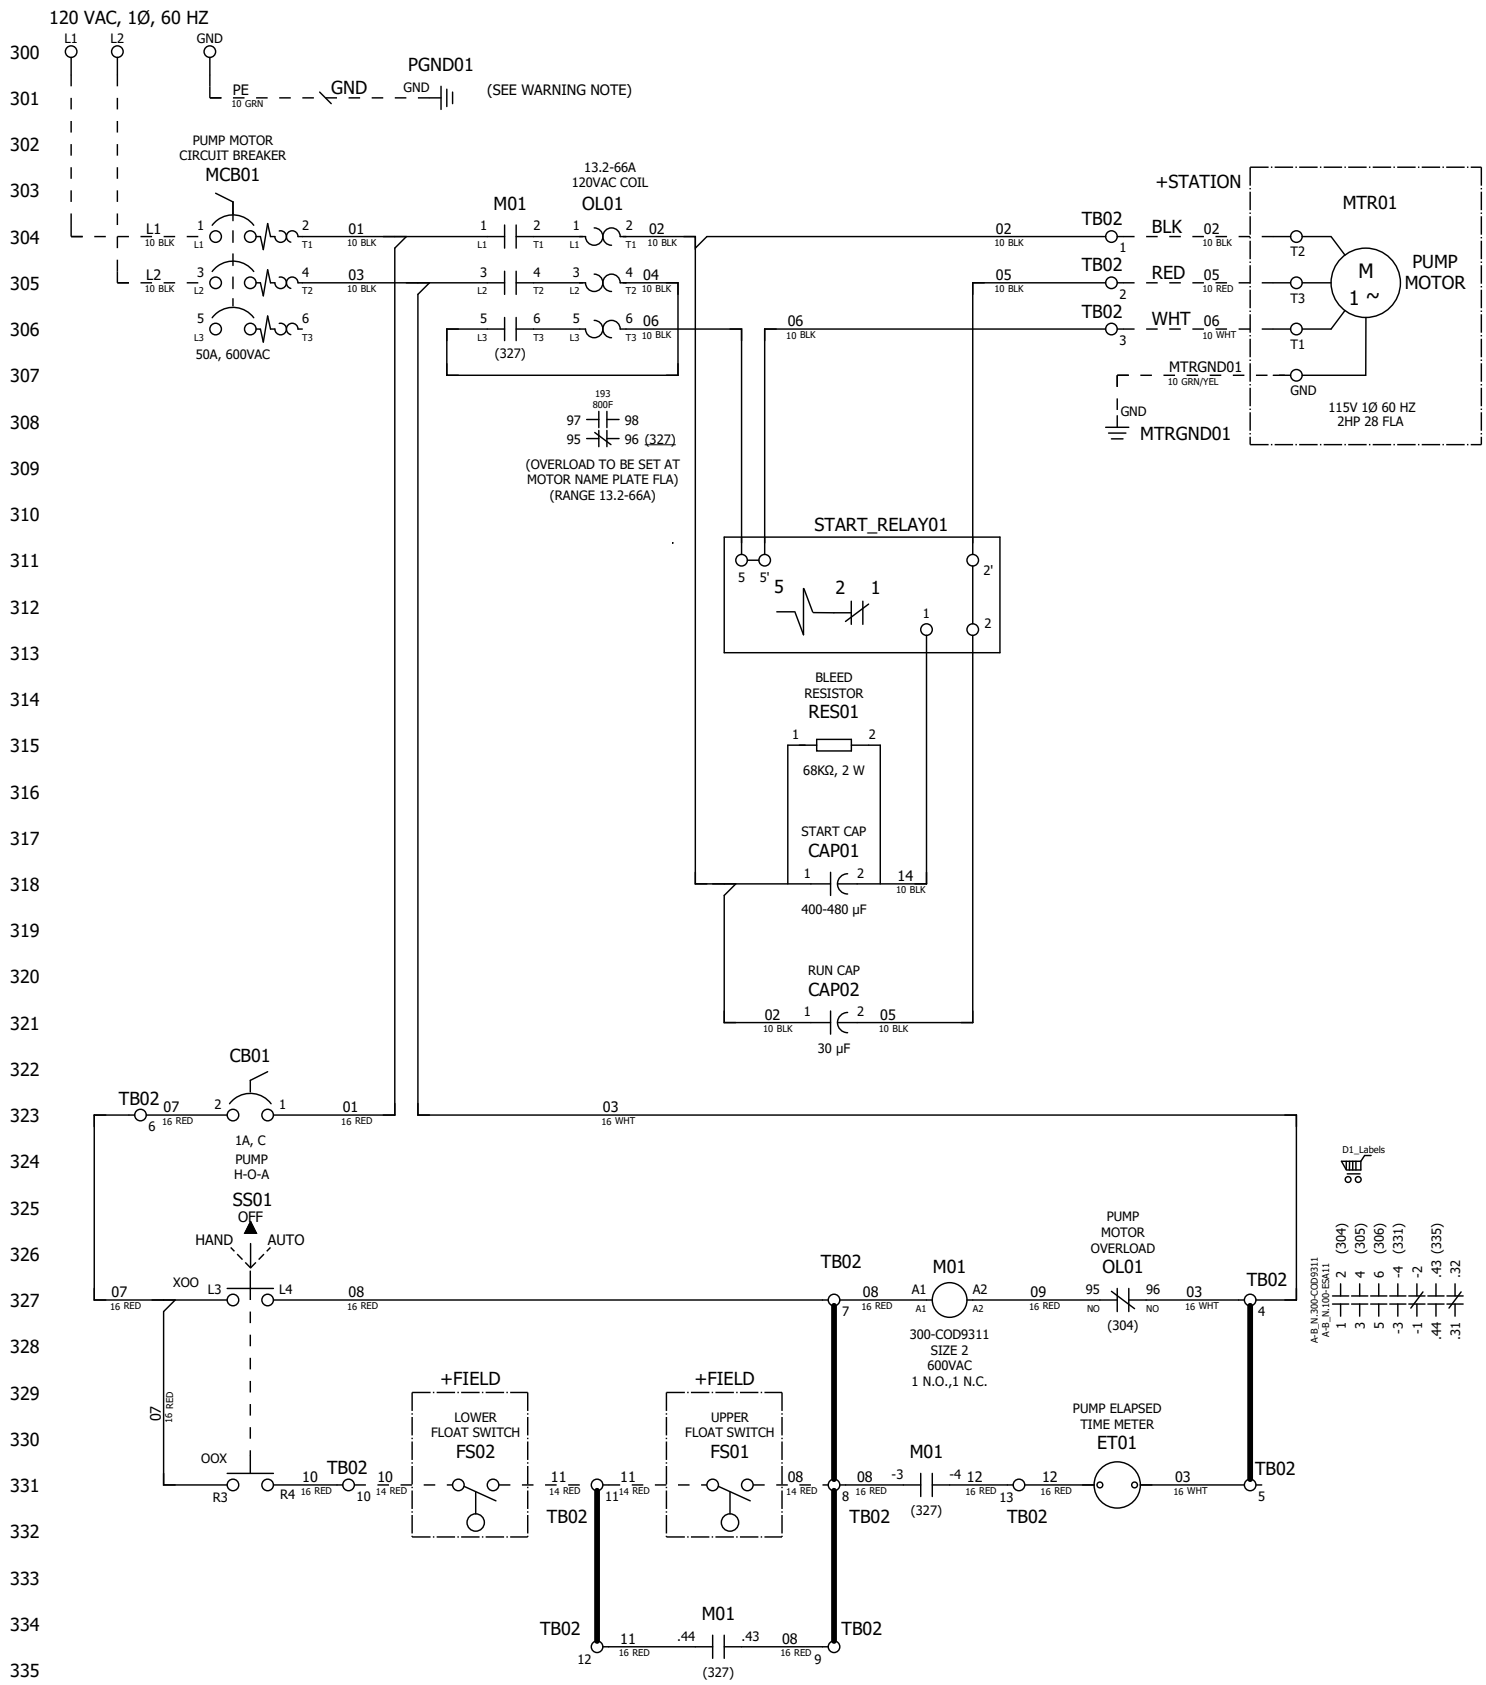 120 VAC, 1Ø, 60 HZ
300 L1 L2 GND
PGND01
301 PE 10 GRN GND GND (SEE WARNING NOTE)
302
PUMP MOTOR
CIRCUIT BREAKER
MCB01
303
13.2-66A
120VAC COIL
M01 OL01
+STATION
MTR01
304 L1 10 BLK 1 L1 2 T1 01 10 BLK 1 L1 2 T1 1 L1 2 T1 02 10 BLK 02 10 BLK TB02 1 BLK 02 10 BLK T2
305 L2 10 BLK 3 L2 4 T2 03 10 BLK 3 L2 4 T2 3 L2 4 T2 04 10 BLK 05 10 BLK TB02 2 RED 05 10 RED T3
M
1 ~
PUMP
MOTOR
306 5 L3 6 T3 5 L3 6 T3 5 L3 6 T3 06 10 BLK 06 10 BLK TB02 3 WHT 06 10 WHT T1
50A, 600VAC
(327)
307 MTRGND01 10 GRN/YEL GND
193
800F
308 97 98
95 96 (327)
GND
MTRGND01
115V 1Ø 60 HZ
2HP 28 FLA
309
(OVERLOAD TO BE SET AT
MOTOR NAME PLATE FLA)
(RANGE 13.2-66A)
310
START_RELAY01
311 5 5' 2'
312 5 2 1 1 2
313
BLEED
RESISTOR
RES01
314
315 1 2
68KΩ, 2 W
316
317
START CAP
CAP01
318 1 2 14 10 BLK
400-480 µF
319
320
RUN CAP
CAP02
321 02 10 BLK 1 2 05 10 BLK
30 µF
322
CB01
323 TB02 6 07 16 RED 2 1 01 16 RED 03 16 WHT
1A, C
324
PUMP
H-O-A
D1_Labels
325
SS01
OFF
326 HAND AUTO
PUMP
MOTOR
OVERLOAD
OL01
327 07 16 RED XOO L3 L4 08 16 RED TB02 7 08 16 RED A1 A1 M01 A2 A2 09 16 RED 95 NO 96 NO 03 16 WHT TB02 4
(304)
300-COD9311
SIZE 2
600VAC
1 N.O.,1 N.C.
A-B_N.300-COD9311
A-B_N.100-ESA11
1 2 (304)
3 4 (305)
5 6 (306)
-3 -4 (331)
-1 -2
.44 .43 (335)
.31 .32
328
329 +FIELD +FIELD
07 16 RED
LOWER
FLOAT SWITCH
FS02
UPPER
FLOAT SWITCH
FS01
PUMP ELAPSED
TIME METER
ET01
330
331 OOX R3 R4 10 16 RED TB02 10 10 14 RED 11 14 RED 11 11 14 RED 08 14 RED 8 08 16 RED -3 M01 -4 12 16 RED 13 12 16 RED 03 16 WHT TB02 5
(327)
332 TB02 TB02 TB02
333
334 TB02 12 11 16 RED .44 M01 .43 08 16 RED 9 TB02
(327)
335